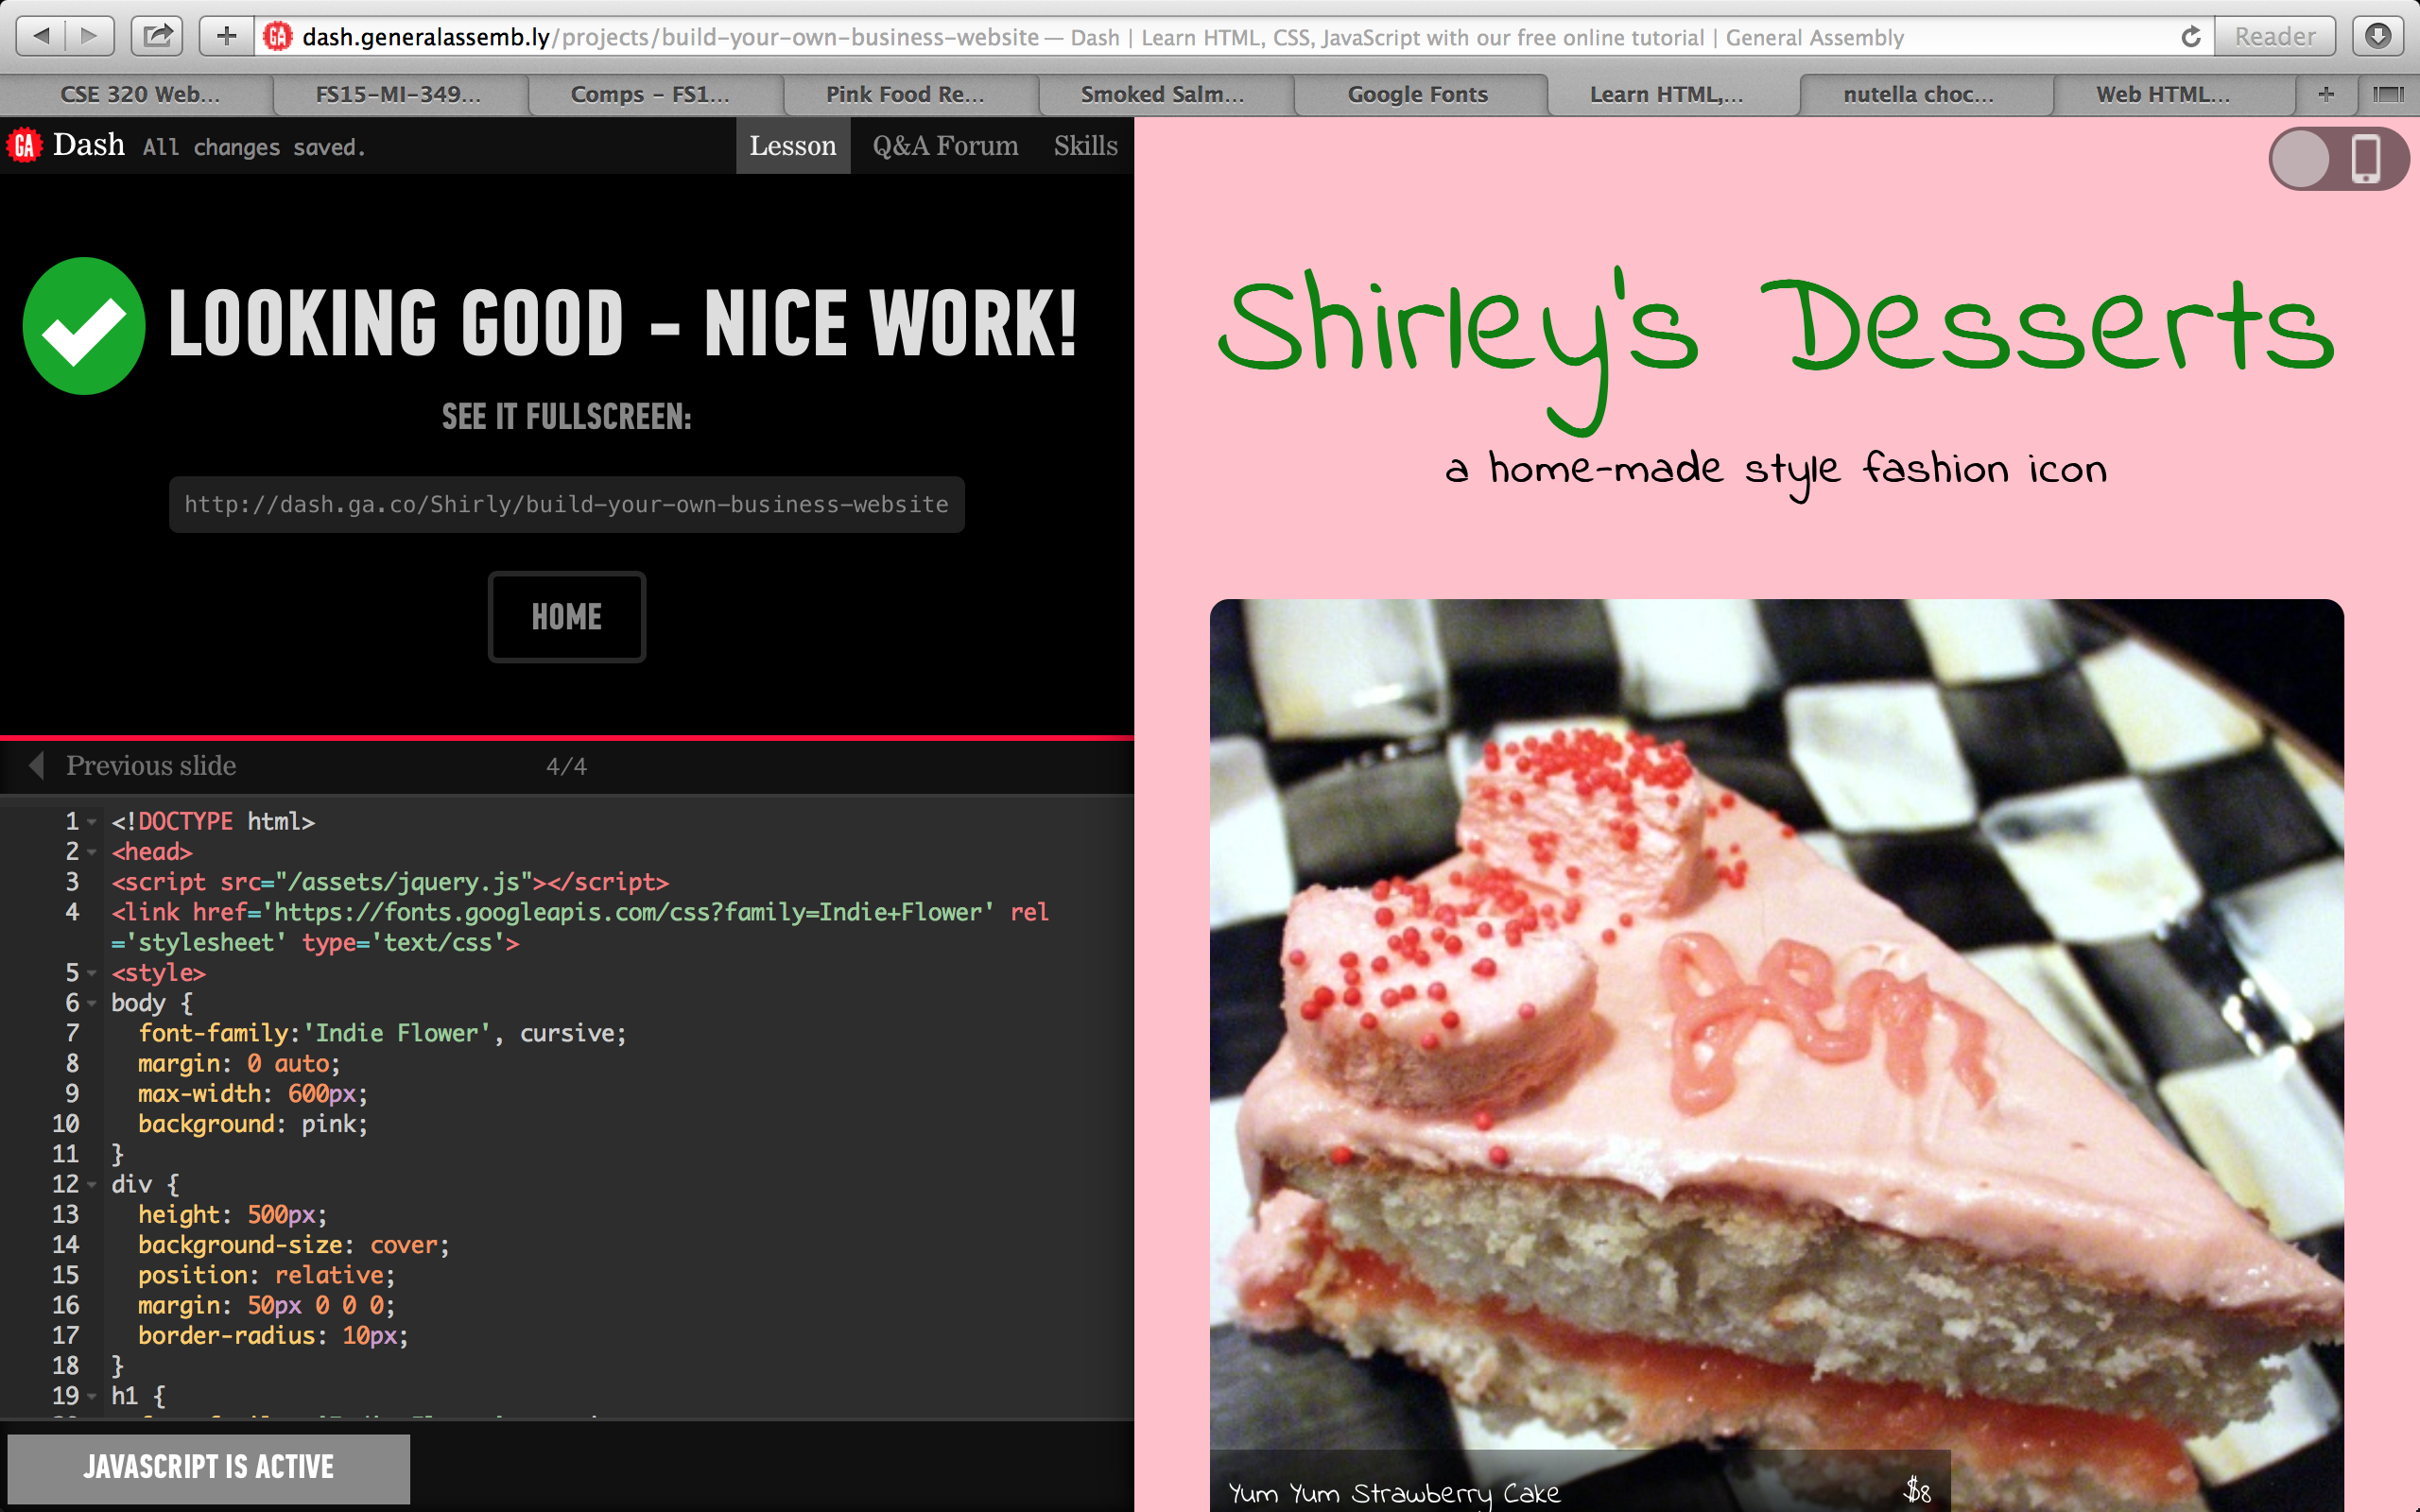 dash.generalassemb.ly/projects/build-your-own-business-website — Dash | Learn HTML, CSS, JavaScript with our free online tutorial | General Assembly
Reader
CSE 320 Web...
FS15-MI-349...
Comps - FS1...
Pink Food Re...
Smoked Salm...
Google Fonts
Learn HTML,...
nutella choc...
Web HTML...
GA Dash All changes saved.
Lesson
Q&A Forum
Skills
LOOKING GOOD - NICE WORK!
SEE IT FULLSCREEN:
http://dash.ga.co/Shirly/build-your-own-business-website
HOME
Previous slide
4/4
1 <!DOCTYPE html>
2 <head>
3 <script src="/assets/jquery.js"></script>
4 <link href='https://fonts.googleapis.com/css?family=Indie+Flower' rel
='stylesheet' type='text/css'>
5 <style>
6 body {
7 font-family:'Indie Flower', cursive;
8 margin: 0 auto;
9 max-width: 600px;
10 background: pink;
11 }
12 div {
13 height: 500px;
14 background-size: cover;
15 position: relative;
16 margin: 50px 0 0 0;
17 border-radius: 10px;
18 }
19 h1 {
JAVASCRIPT IS ACTIVE
Shirley's Desserts
a home-made style fashion icon
Yum Yum Strawberry Cake
$8